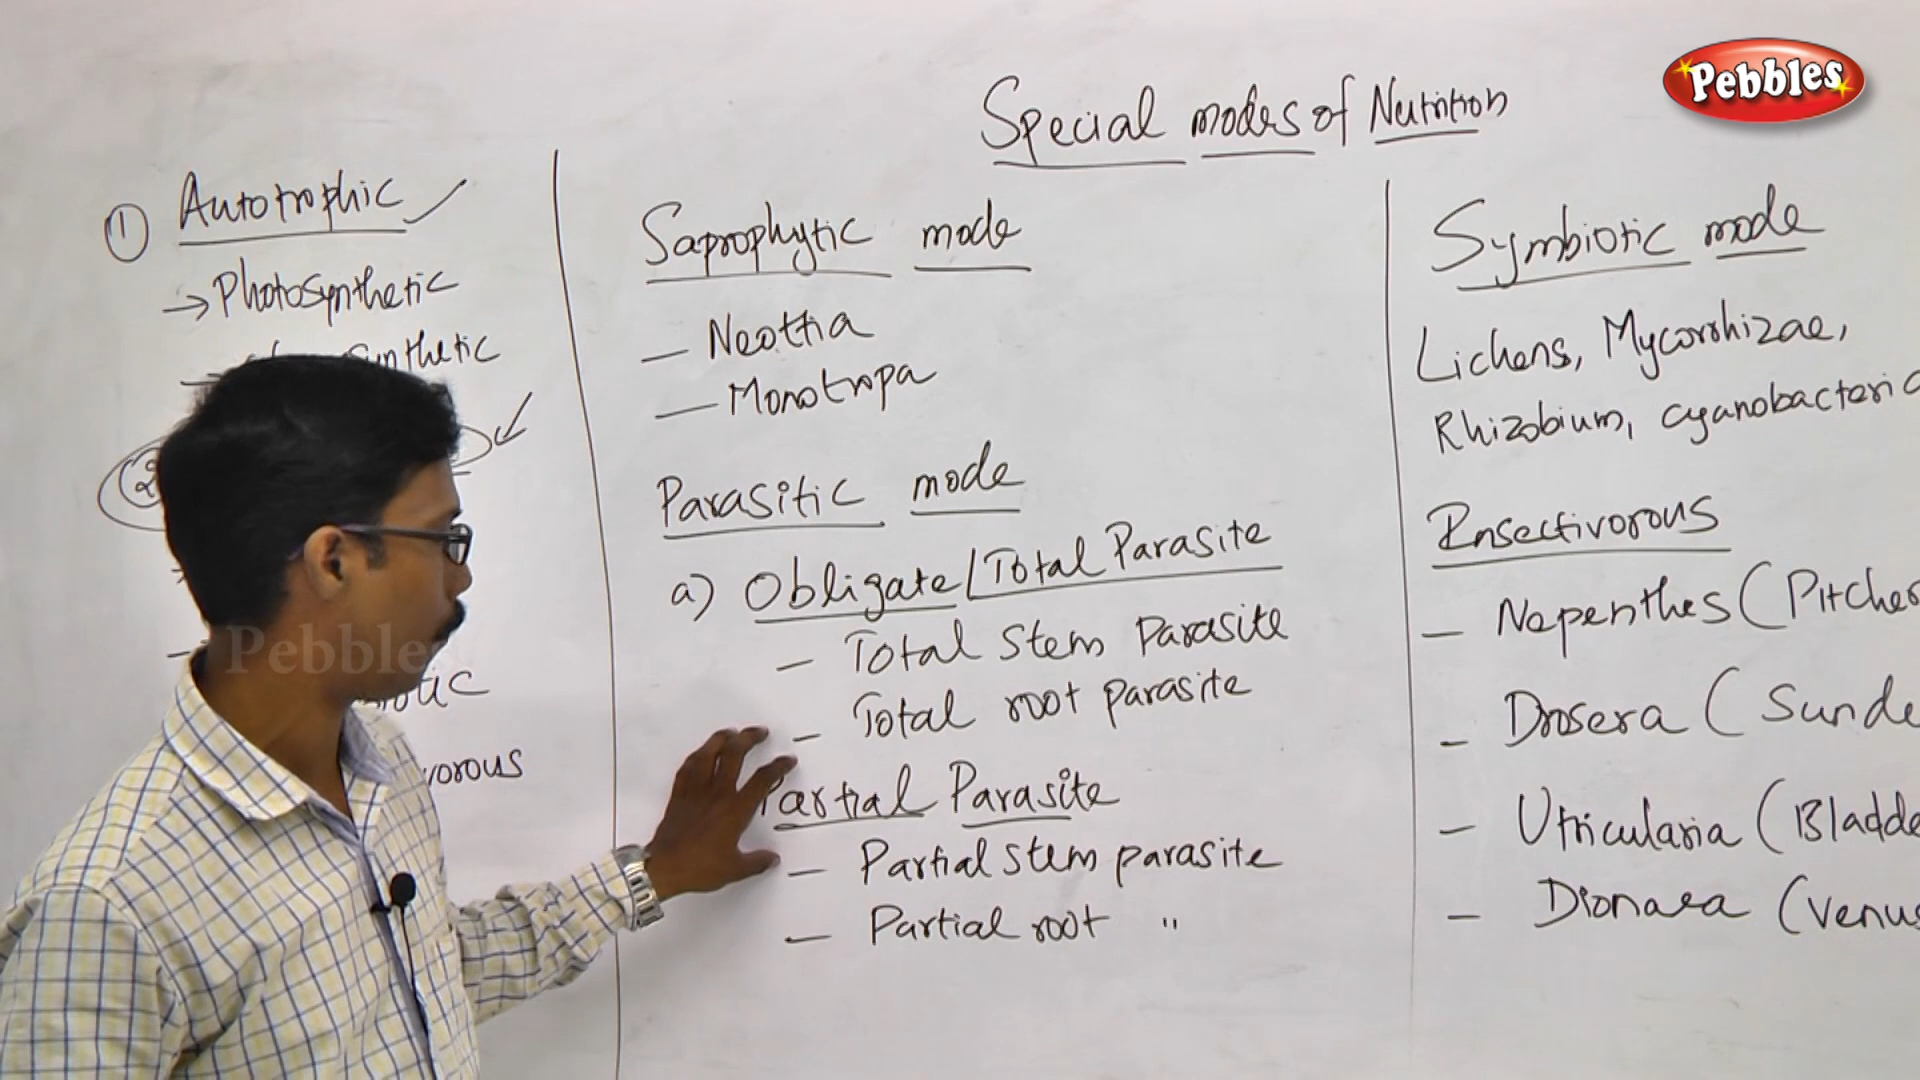 Pebbles
Special modes of Nutrition
① Autotrophic
→ Photosynthetic
nthetic
(2
vorous
Saprophytic mode
— Neottia
— Monotropa
Parasitic mode
a) Obligate/Total Parasite
— Total stem Parasite
— Total root parasite
Partial Parasite
— Partial stem parasite
— Partial root "
Symbiotic mode
Lichens, Mycorrhizae,
Rhizobium, cyanobacteria
Insectivorous
— Nepenthes (Pitcher
— Drosera (Sunde
— Utricularia (Bladde
— Dionaea (Venus
Pebbles